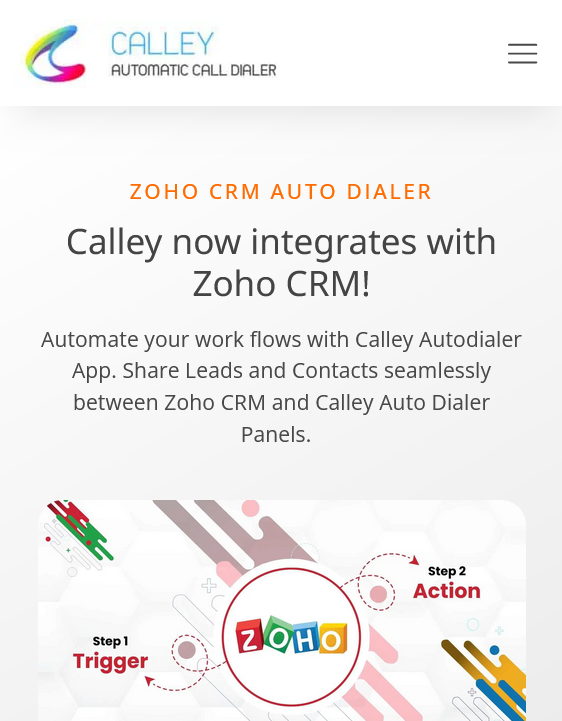 CALLEY
AUTOMATIC CALL DIALER
ZOHO CRM AUTO DIALER
Calley now integrates with
Zoho CRM!
Automate your work flows with Calley Autodialer
App. Share Leads and Contacts seamlessly
between Zoho CRM and Calley Auto Dialer
Panels.
Step 2
Action
ZOHO
Step 1
Trigger